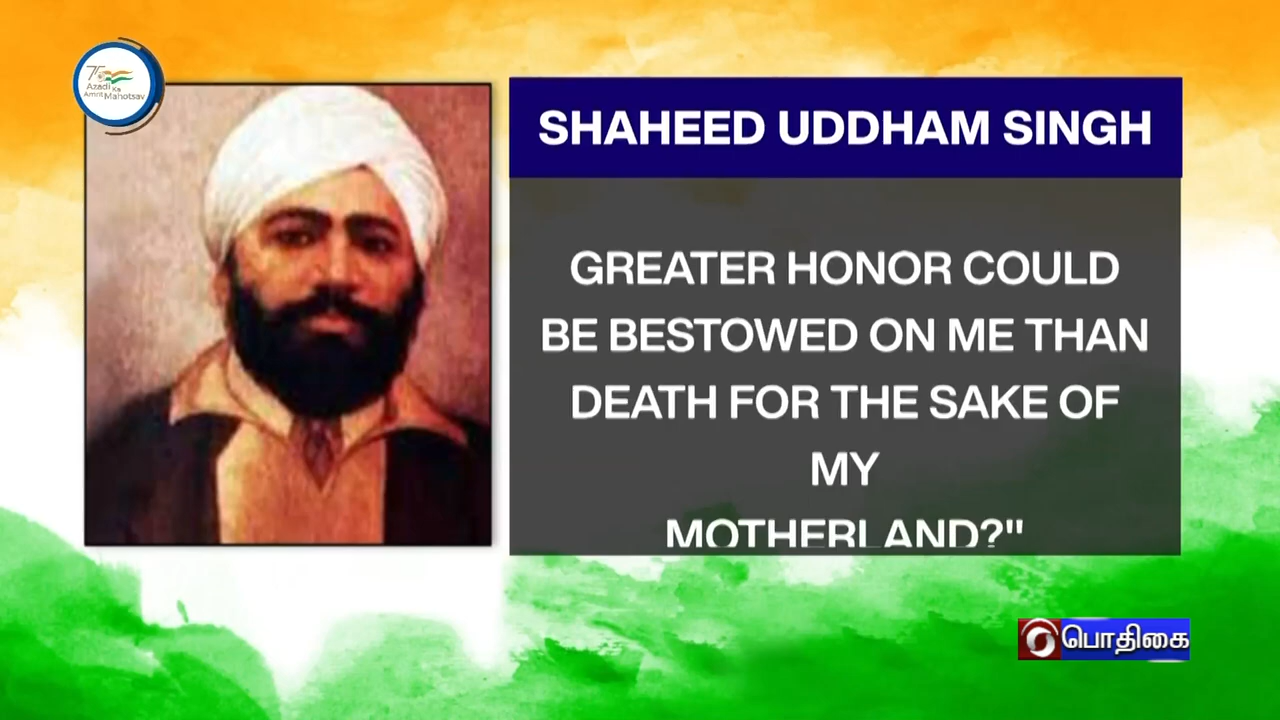 75
Azadi Ka
Amrit Mahotsav
SHAHEED UDDHAM SINGH
GREATER HONOR COULD
BE BESTOWED ON ME THAN
DEATH FOR THE SAKE OF
MY
MOTHERLAND?"
பொதிகை